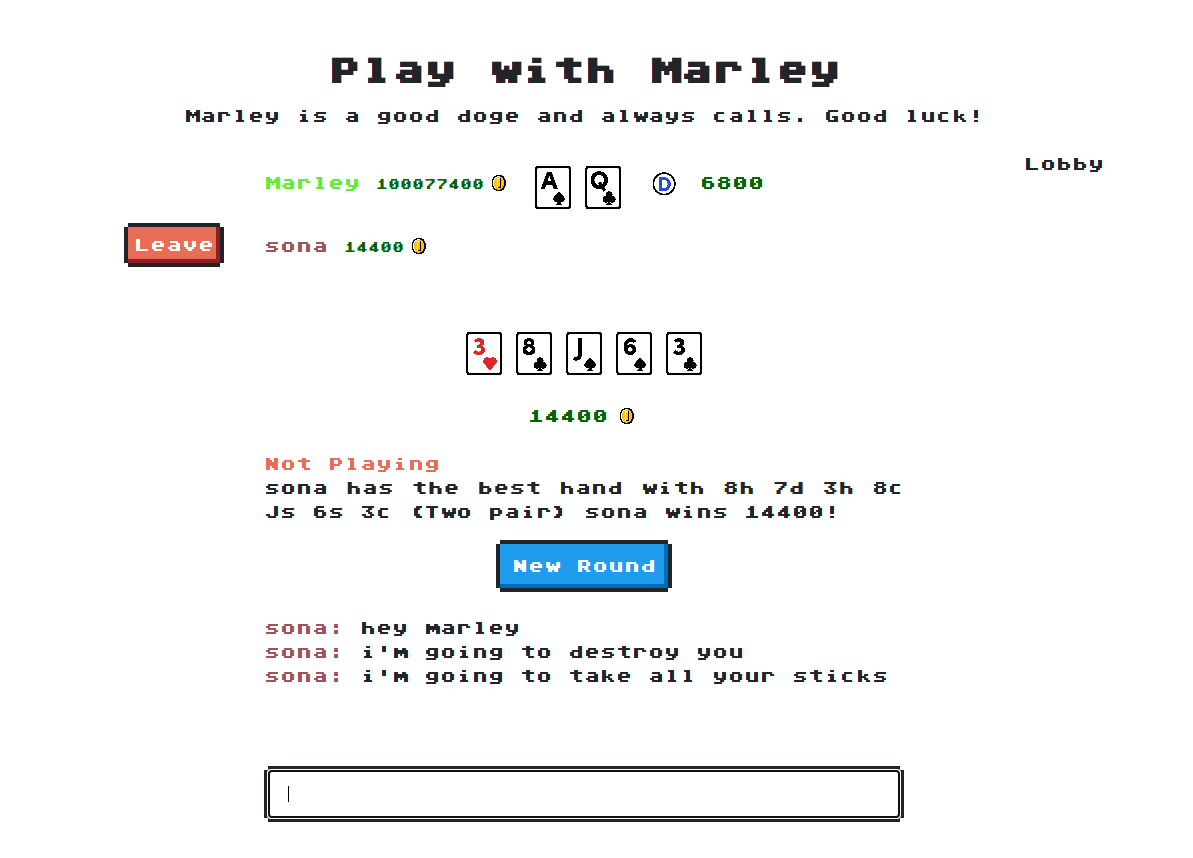 Play with Marley
Marley is a good doge and always calls. Good luck!
Lobby
Marley 100077400 A Q D 6800
Leave
sona 14400
3 8 J 6 3
14400
Not Playing
sona has the best hand with 8h 7d 3h 8c
Js 6s 3c (Two pair) sona wins 14400!
New Round
sona: hey marley
sona: i'm going to destroy you
sona: i'm going to take all your sticks